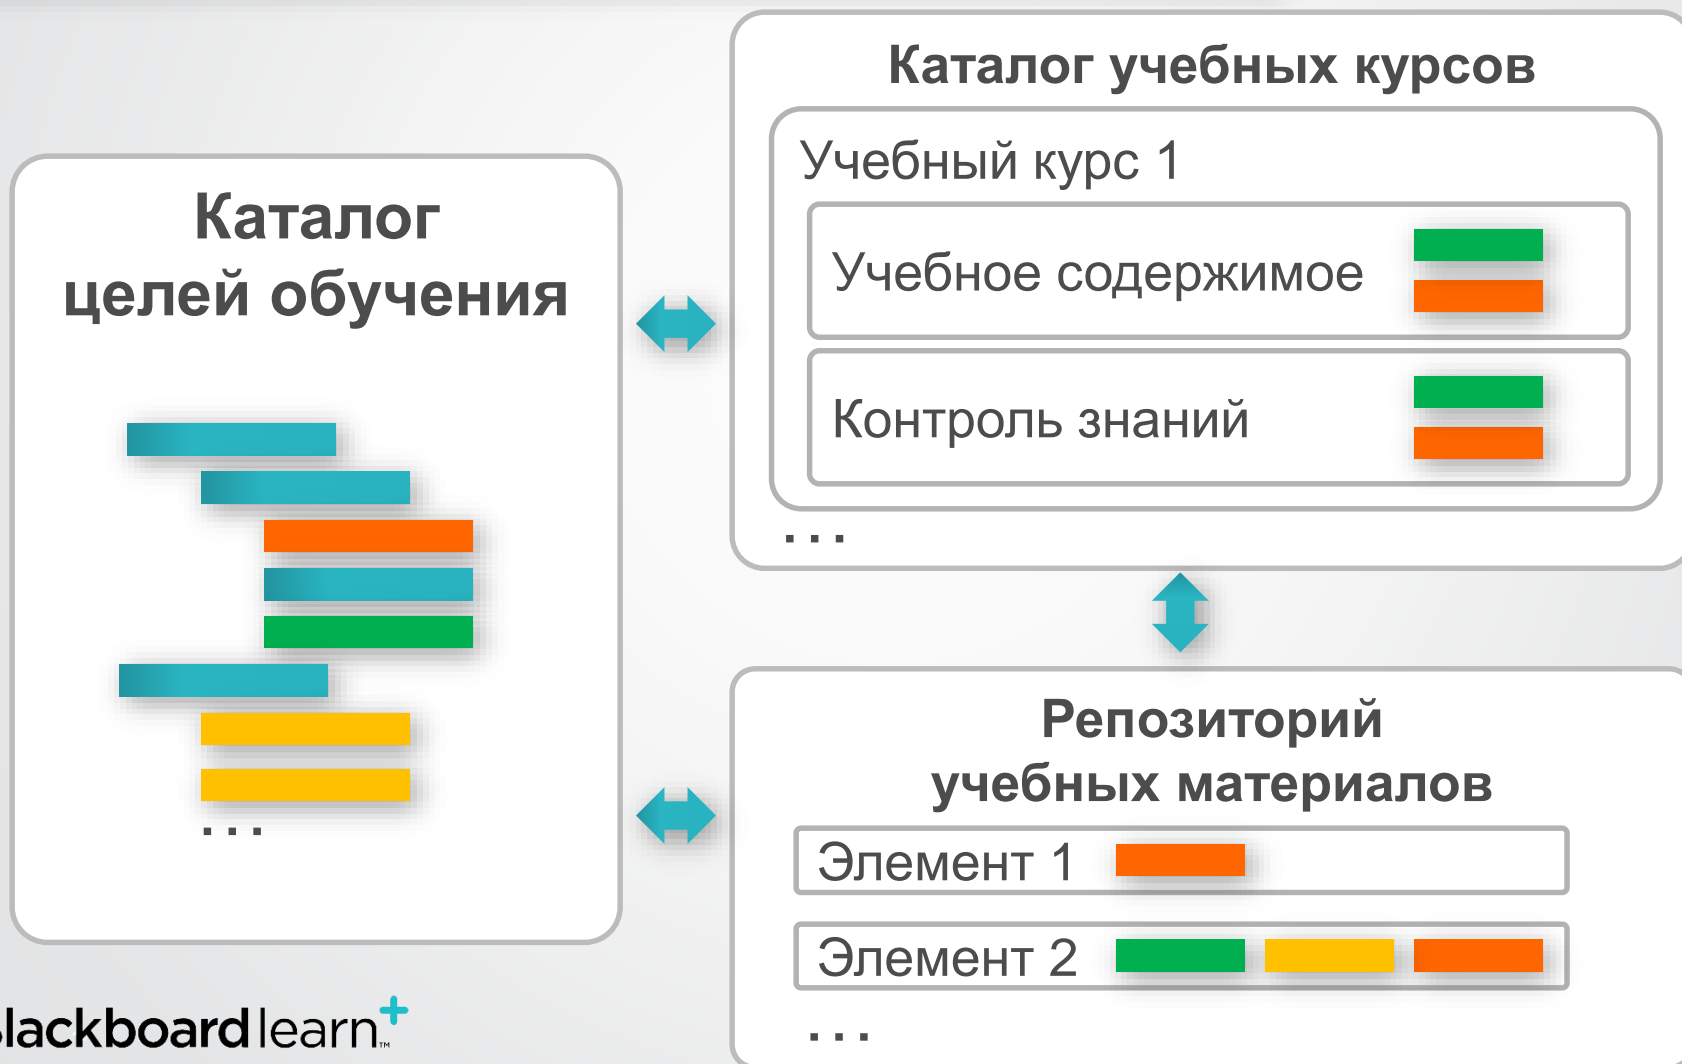 Каталог учебных курсов
Учебный курс 1
Учебное содержимое
Контроль знаний
...
Каталог
целей обучения
...
Репозиторий
учебных материалов
Элемент 1
Элемент 2
...
lackboard learn+™